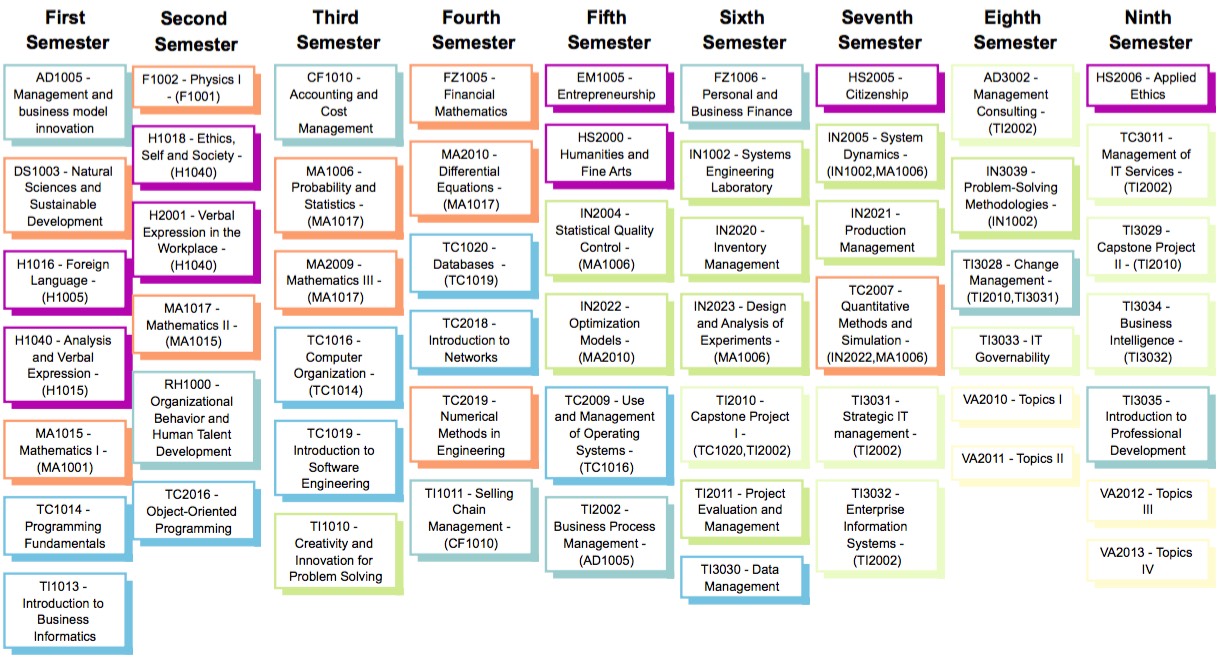 First
Semester
AD1005 -
Management and
business model
innovation
DS1003 - Natural
Sciences and
Sustainable
Development
H1016 - Foreign
Language -
(H1005)
H1040 - Analysis
and Verbal
Expression -
(H1015)
MA1015 -
Mathematics I -
(MA1001)
TC1014 -
Programming
Fundamentals
TI1013 -
Introduction to
Business
Informatics
Second
Semester
F1002 - Physics I
- (F1001)
H1018 - Ethics,
Self and Society -
(H1040)
H2001 - Verbal
Expression in the
Workplace -
(H1040)
MA1017 -
Mathematics II -
(MA1015)
RH1000 -
Organizational
Behavior and
Human Talent
Development
TC2016 -
Object-Oriented
Programming
Third
Semester
CF1010 -
Accounting and
Cost
Management
MA1006 -
Probability and
Statistics -
(MA1017)
MA2009 -
Mathematics III -
(MA1017)
TC1016 -
Computer
Organization -
(TC1014)
TC1019 -
Introduction to
Software
Engineering
TI1010 -
Creativity and
Innovation for
Problem Solving
Fourth
Semester
FZ1005 -
Financial
Mathematics
MA2010 -
Differential
Equations -
(MA1017)
TC1020 -
Databases -
(TC1019)
TC2018 -
Introduction to
Networks
TC2019 -
Numerical
Methods in
Engineering
TI1011 - Selling
Chain
Management -
(CF1010)
Fifth
Semester
EM1005 -
Entrepreneurship
HS2000 -
Humanities and
Fine Arts
IN2004 -
Statistical Quality
Control -
(MA1006)
IN2022 -
Optimization
Models -
(MA2010)
TC2009 - Use
and Management
of Operating
Systems -
(TC1016)
TI2002 -
Business Process
Management -
(AD1005)
Sixth
Semester
FZ1006 -
Personal and
Business Finance
IN1002 - Systems
Engineering
Laboratory
IN2020 -
Inventory
Management
IN2023 - Design
and Analysis of
Experiments -
(MA1006)
TI2010 -
Capstone Project
I -
(TC1020,TI2002)
TI2011 - Project
Evaluation and
Management
TI3030 - Data
Management
Seventh
Semester
HS2005 -
Citizenship
IN2005 - System
Dynamics -
(IN1002,MA1006)
IN2021 -
Production
Management
TC2007 -
Quantitative
Methods and
Simulation -
(IN2022,MA1006)
TI3031 -
Strategic IT
management -
(TI2002)
TI3032 -
Enterprise
Information
Systems -
(TI2002)
Eighth
Semester
AD3002 -
Management
Consulting -
(TI2002)
IN3039 -
Problem-Solving
Methodologies -
(IN1002)
TI3028 - Change
Management -
(TI2010,TI3031)
TI3033 - IT
Governability
VA2010 - Topics I
VA2011 - Topics II
Ninth
Semester
HS2006 - Applied
Ethics
TC3011 -
Management of
IT Services -
(TI2002)
TI3029 -
Capstone Project
II - (TI2010)
TI3034 -
Business
Intelligence -
(TI3032)
TI3035 -
Introduction to
Professional
Development
VA2012 - Topics
III
VA2013 - Topics
IV